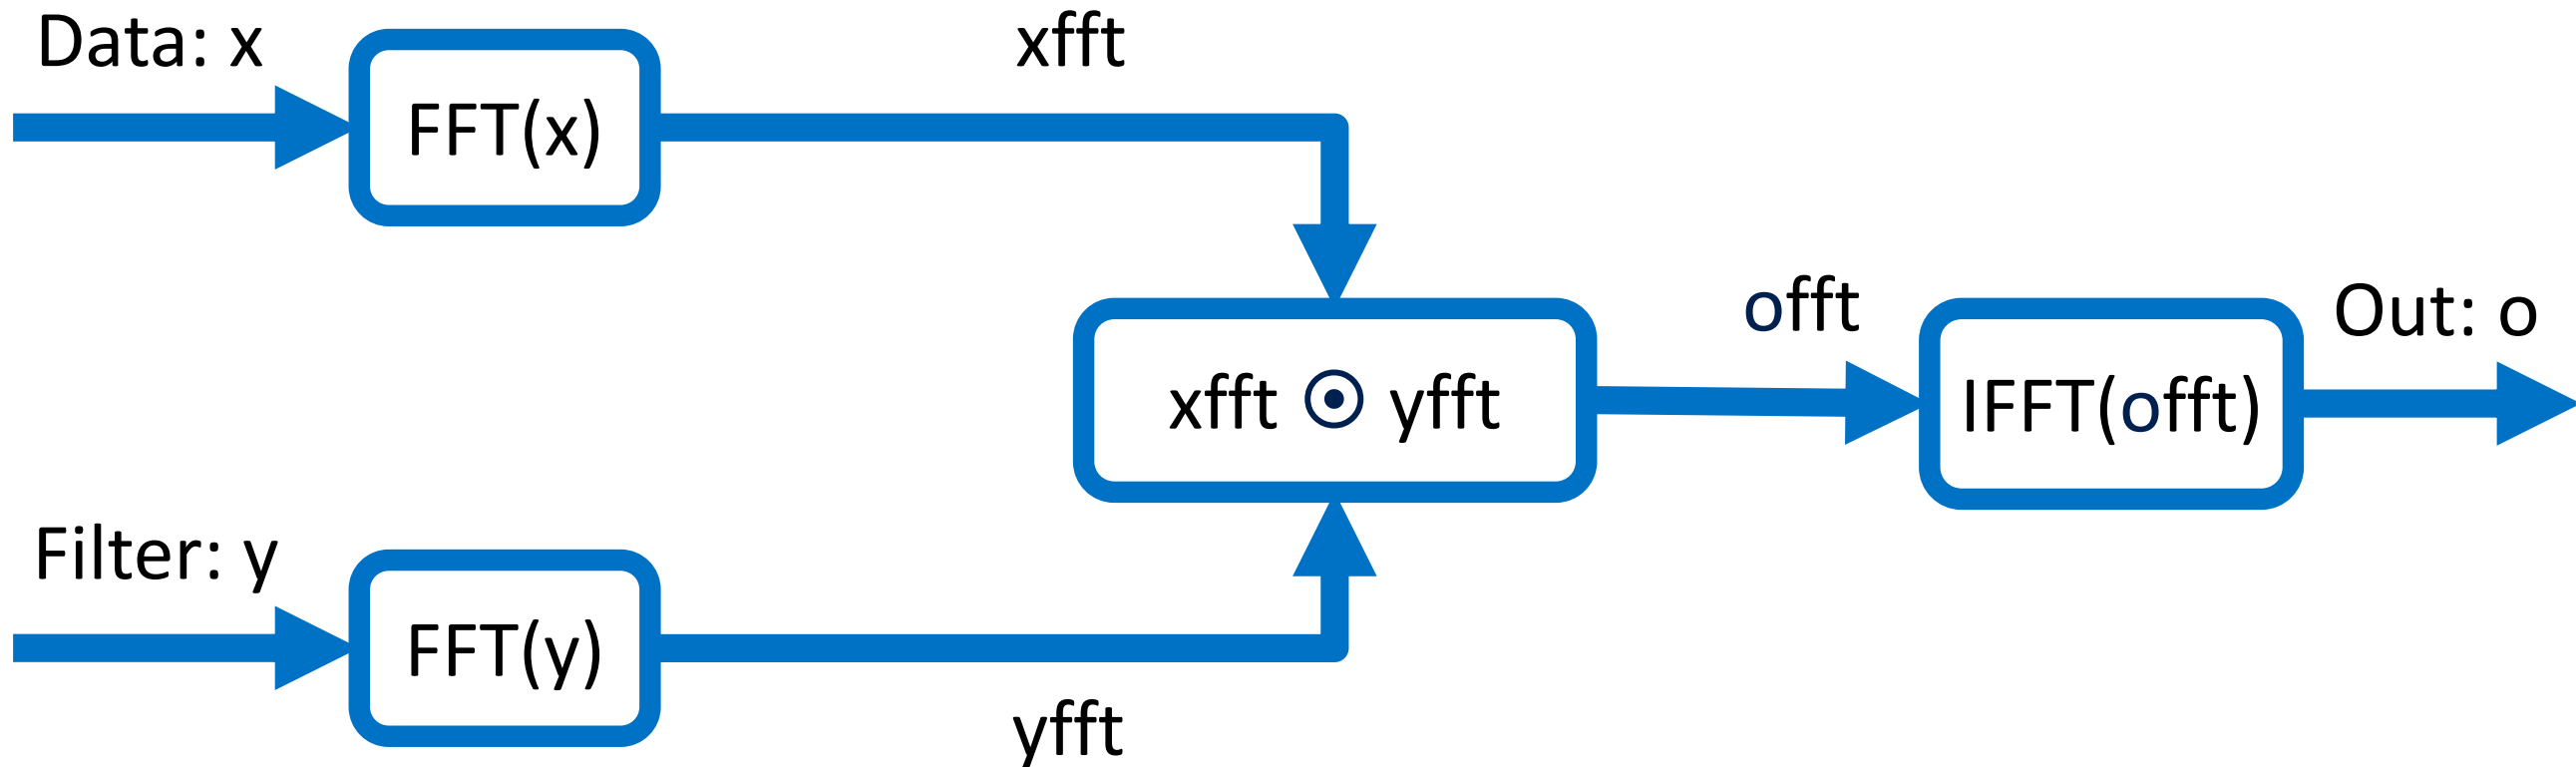 Data: x
FFT(x)
xfft
xfft ⊙ yfft
offt
IFFT(offt)
Out: o
Filter: y
FFT(y)
yfft